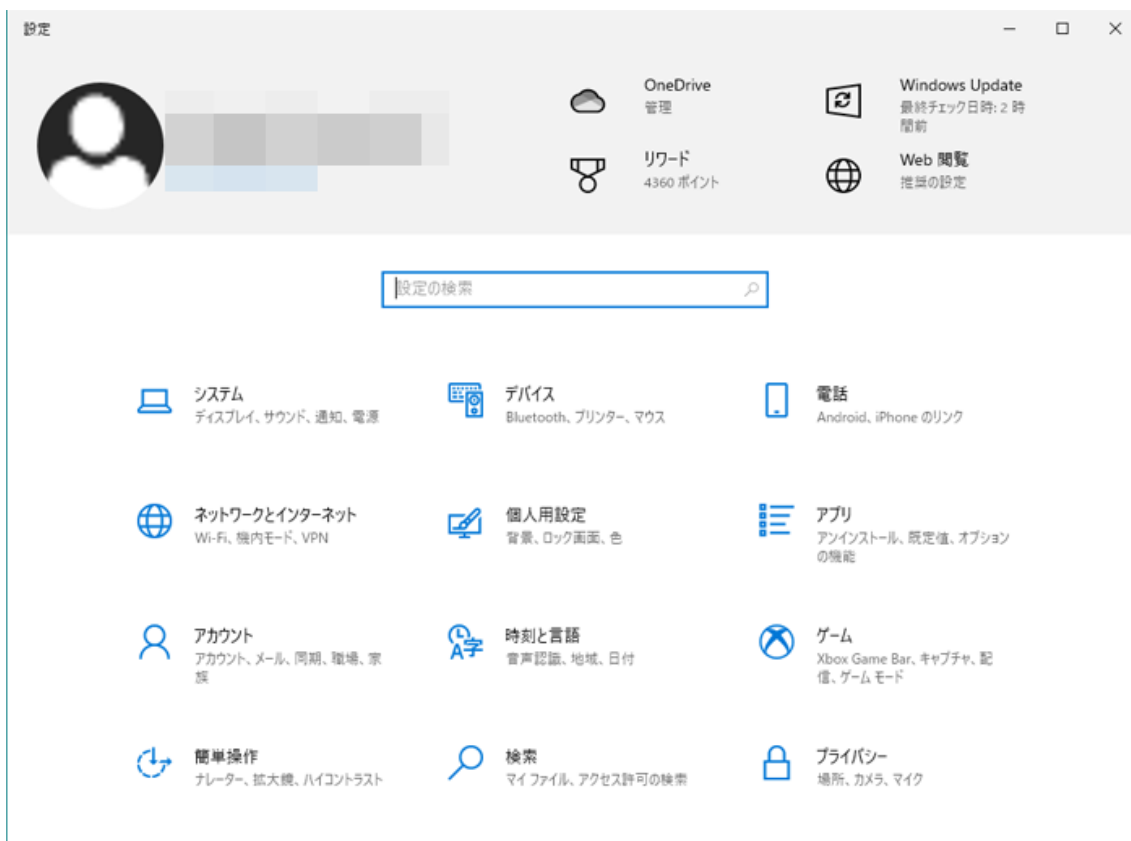 設定
OneDrive
管理
Windows Update
最終チェック日時: 2 時
間前
リワード
4360 ポイント
Web 閲覧
推奨の設定
設定の検索
システム
ディスプレイ、サウンド、通知、電源
デバイス
Bluetooth、プリンター、マウス
電話
Android、iPhone のリンク
ネットワークとインターネット
Wi-Fi、機内モード、VPN
個人用設定
背景、ロック画面、色
アプリ
アンインストール、既定値、オプション
の機能
アカウント
アカウント、メール、同期、職場、家
族
時刻と言語
音声認識、地域、日付
ゲーム
Xbox Game Bar、キャプチャ、配
信、ゲーム モード
簡単操作
ナレーター、拡大鏡、ハイコントラスト
検索
マイ ファイル、アクセス許可の検索
プライバシー
場所、カメラ、マイク